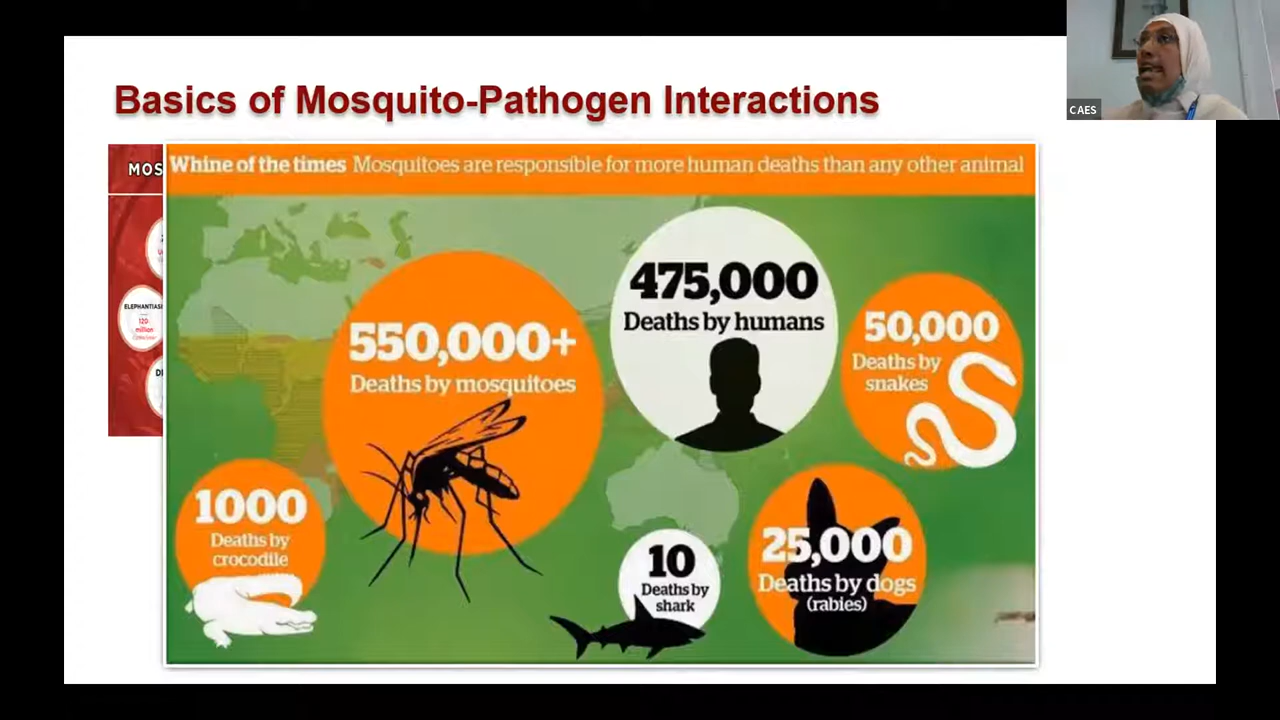 Basics of Mosquito-Pathogen Interactions
CAES
MOS
Whine of the times Mosquitoes are responsible for more human deaths than any other animal
ELEPHANTIASI
120
million
550,000+
Deaths by mosquitoes
475,000
Deaths by humans
50,000
Deaths by
snakes
1000
Deaths by
crocodile
10
Deaths by
shark
25,000
Deaths by dogs
(rabies)